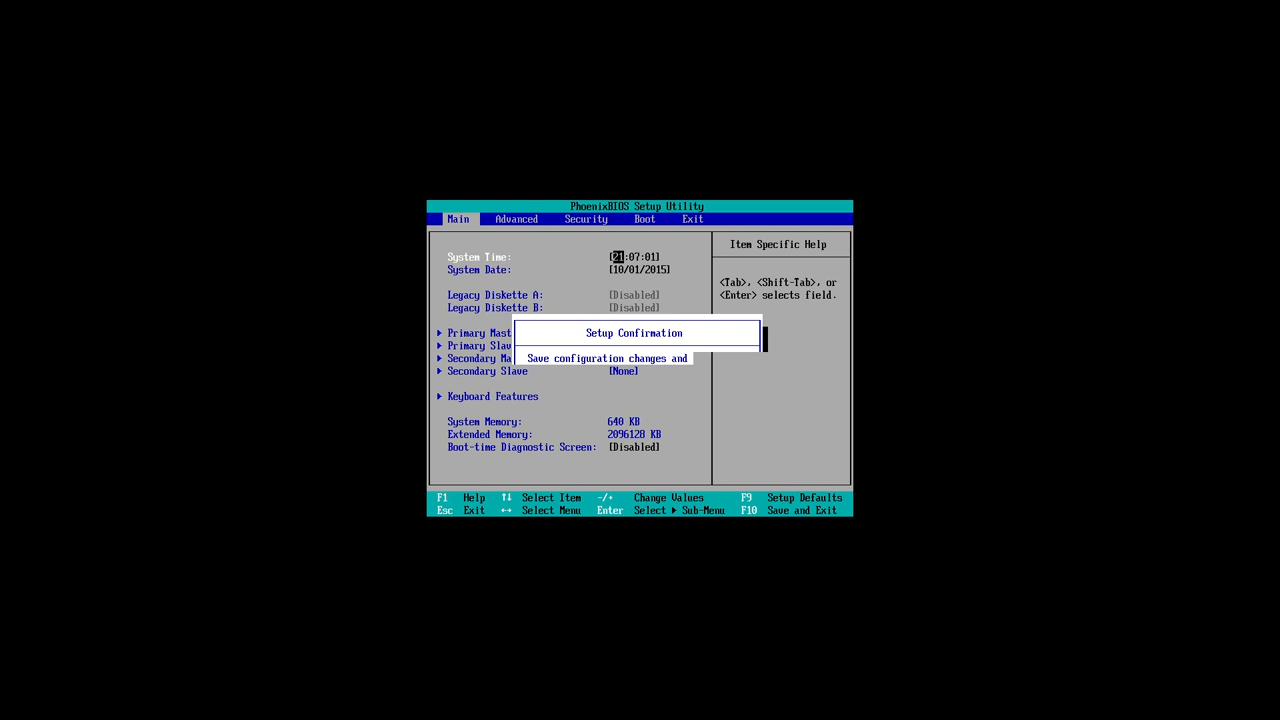 PhoenixBIOS Setup Utility
Main Advanced Security Boot Exit
Item Specific Help
System Time: [21:07:01]
System Date: [10/01/2015]
<Tab>, <Shift-Tab>, or
<Enter> selects field.
Legacy Diskette A: [Disabled]
Legacy Diskette B: [Disabled]
Primary Mast
Primary Slav
Secondary Ma
Secondary Slave [None]
Setup Confirmation
Save configuration changes and
Keyboard Features
System Memory: 640 KB
Extended Memory: 2096128 KB
Boot-time Diagnostic Screen: [Disabled]
F1 Help ↑↓ Select Item -/+ Change Values F9 Setup Defaults
Esc Exit ↔ Select Menu Enter Select ▶ Sub-Menu F10 Save and Exit